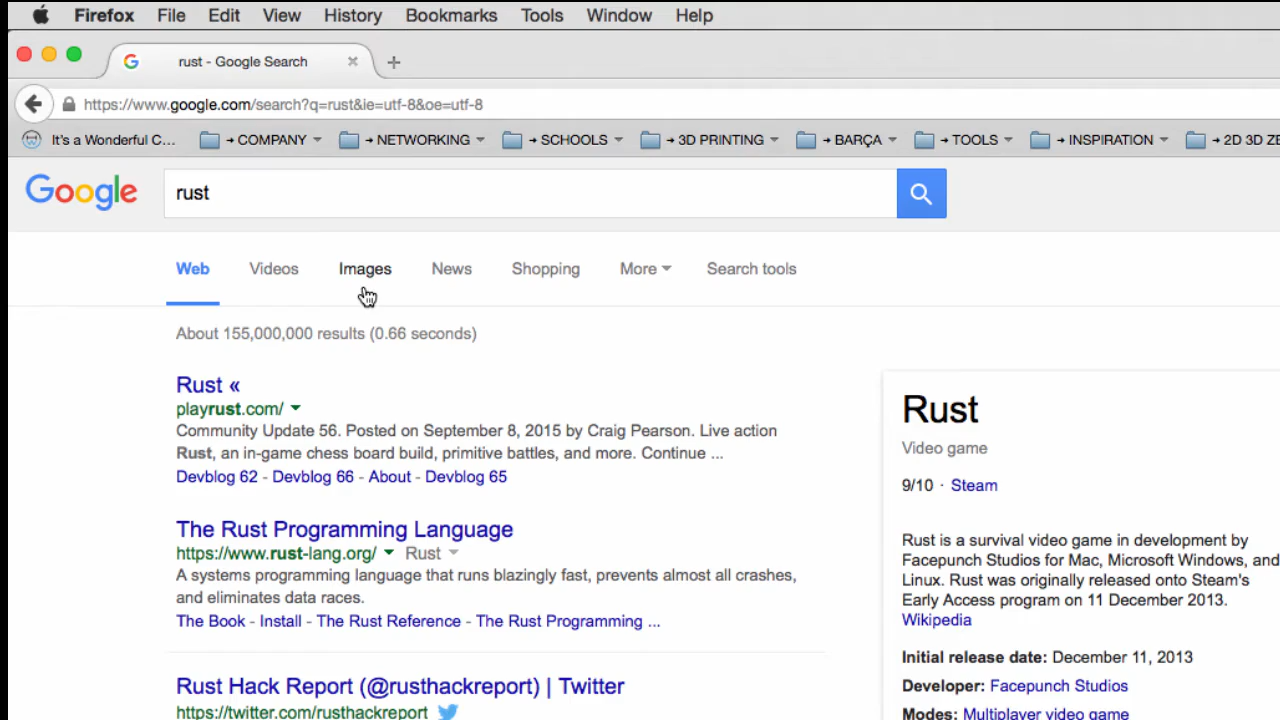 Firefox File Edit View History Bookmarks Tools Window Help
rust - Google Search
https://www.google.com/search?q=rust&ie=utf-8&oe=utf-8
It's a Wonderful C... → COMPANY → NETWORKING → SCHOOLS → 3D PRINTING → BARÇA → TOOLS → INSPIRATION → 2D 3D ZE
Google rust
Web Videos Images News Shopping More Search tools
About 155,000,000 results (0.66 seconds)
Rust «
playrust.com/
Community Update 56. Posted on September 8, 2015 by Craig Pearson. Live action
Rust, an in-game chess board build, primitive battles, and more. Continue ...
Devblog 62 - Devblog 66 - About - Devblog 65
The Rust Programming Language
https://www.rust-lang.org/ Rust
A systems programming language that runs blazingly fast, prevents almost all crashes,
and eliminates data races.
The Book - Install - The Rust Reference - The Rust Programming ...
Rust Hack Report (@rusthackreport) | Twitter
https://twitter.com/rusthackreport
Rust
Video game
9/10 · Steam
Rust is a survival video game in development by
Facepunch Studios for Mac, Microsoft Windows, and
Linux. Rust was originally released onto Steam's
Early Access program on 11 December 2013.
Wikipedia
Initial release date: December 11, 2013
Developer: Facepunch Studios
Modes: Multiplayer video game